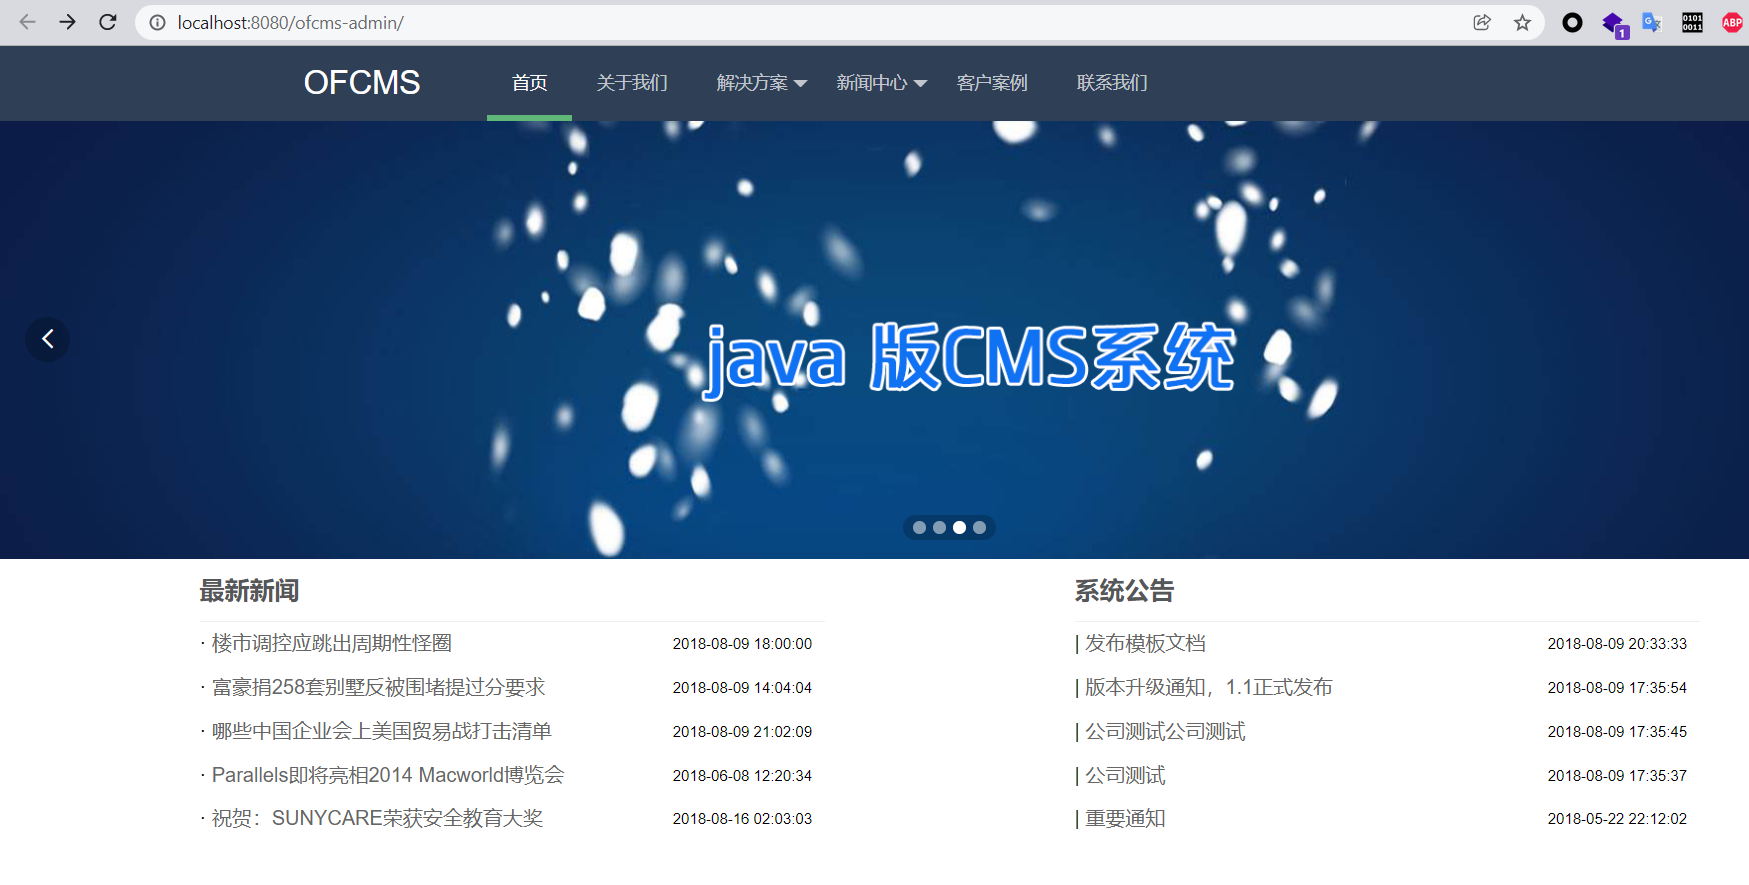 localhost:8080/ofcms-admin/
1
0101
0011
ABP
OFCMS 首页 关于我们 解决方案 新闻中心 客户案例 联系我们
java 版CMS系统
最新新闻
· 楼市调控应跳出周期性怪圈 2018-08-09 18:00:00
· 富豪捐258套别墅反被围堵提过分要求 2018-08-09 14:04:04
· 哪些中国企业会上美国贸易战打击清单 2018-08-09 21:02:09
· Parallels即将亮相2014 Macworld博览会 2018-06-08 12:20:34
· 祝贺：SUNYCARE荣获安全教育大奖 2018-08-16 02:03:03
系统公告
| 发布模板文档 2018-08-09 20:33:33
| 版本升级通知，1.1正式发布 2018-08-09 17:35:54
| 公司测试公司测试 2018-08-09 17:35:45
| 公司测试 2018-08-09 17:35:37
| 重要通知 2018-05-22 22:12:02